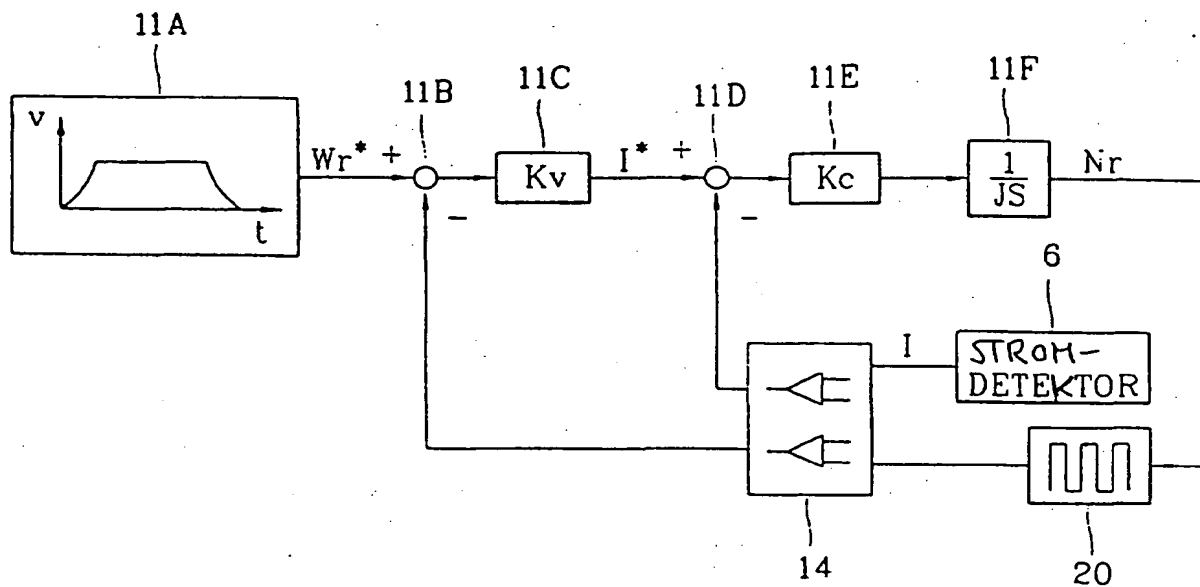 11A
11B
11C
11D
11E
11F
v
t
Wr* +
−
Kv
I* +
−
Kc
1
JS
Nr
6
I
STROM-
DETEKTOR
14
20